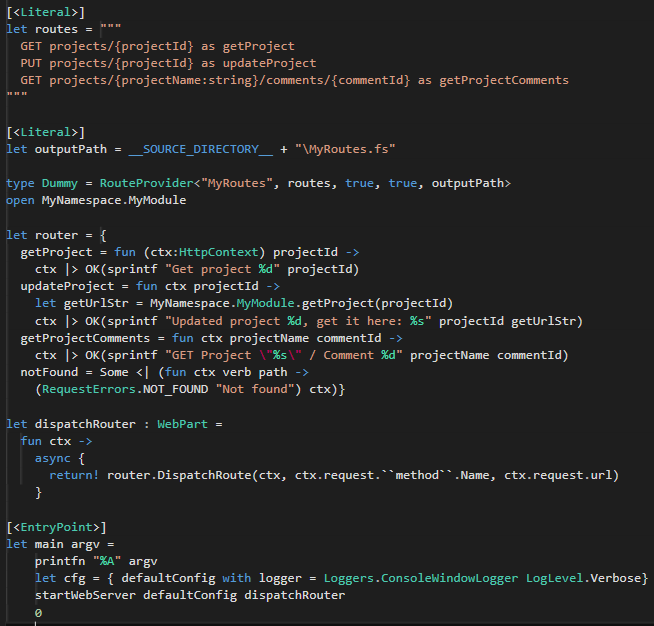 [<Literal>]
let routes = """
  GET projects/{projectId} as getProject
  PUT projects/{projectId} as updateProject
  GET projects/{projectName:string}/comments/{commentId} as getProjectComments
"""

[<Literal>]
let outputPath = __SOURCE_DIRECTORY__ + "\MyRoutes.fs"

type Dummy = RouteProvider<"MyRoutes", routes, true, true, outputPath>
open MyNamespace.MyModule

let router = {
  getProject = fun (ctx:HttpContext) projectId ->
    ctx |> OK(sprintf "Get project %d" projectId)
  updateProject = fun ctx projectId ->
    let getUrlStr = MyNamespace.MyModule.getProject(projectId)
    ctx |> OK(sprintf "Updated project %d, get it here: %s" projectId getUrlStr)
  getProjectComments = fun ctx projectName commentId ->
    ctx |> OK(sprintf "GET Project \"%s\" / Comment %d" projectName commentId)
  notFound = Some <| (fun ctx verb path ->
    (RequestErrors.NOT_FOUND "Not found") ctx)}

let dispatchRouter : WebPart =
  fun ctx ->
    async {
      return! router.DispatchRoute(ctx, ctx.request.``method``.Name, ctx.request.url)
    }

[<EntryPoint>]
let main argv =
    printfn "%A" argv
    let cfg = { defaultConfig with logger = Loggers.ConsoleWindowLogger LogLevel.Verbose}
    startWebServer defaultConfig dispatchRouter
    0